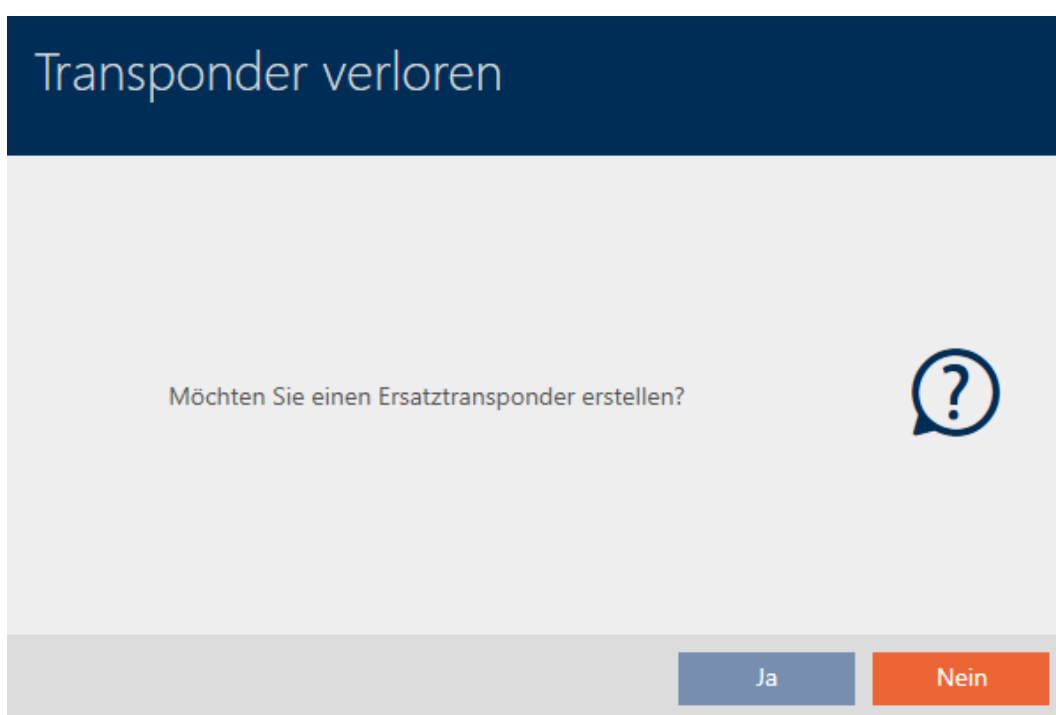 Transponder verloren
Möchten Sie einen Ersatztransponder erstellen?
?
Ja
Nein